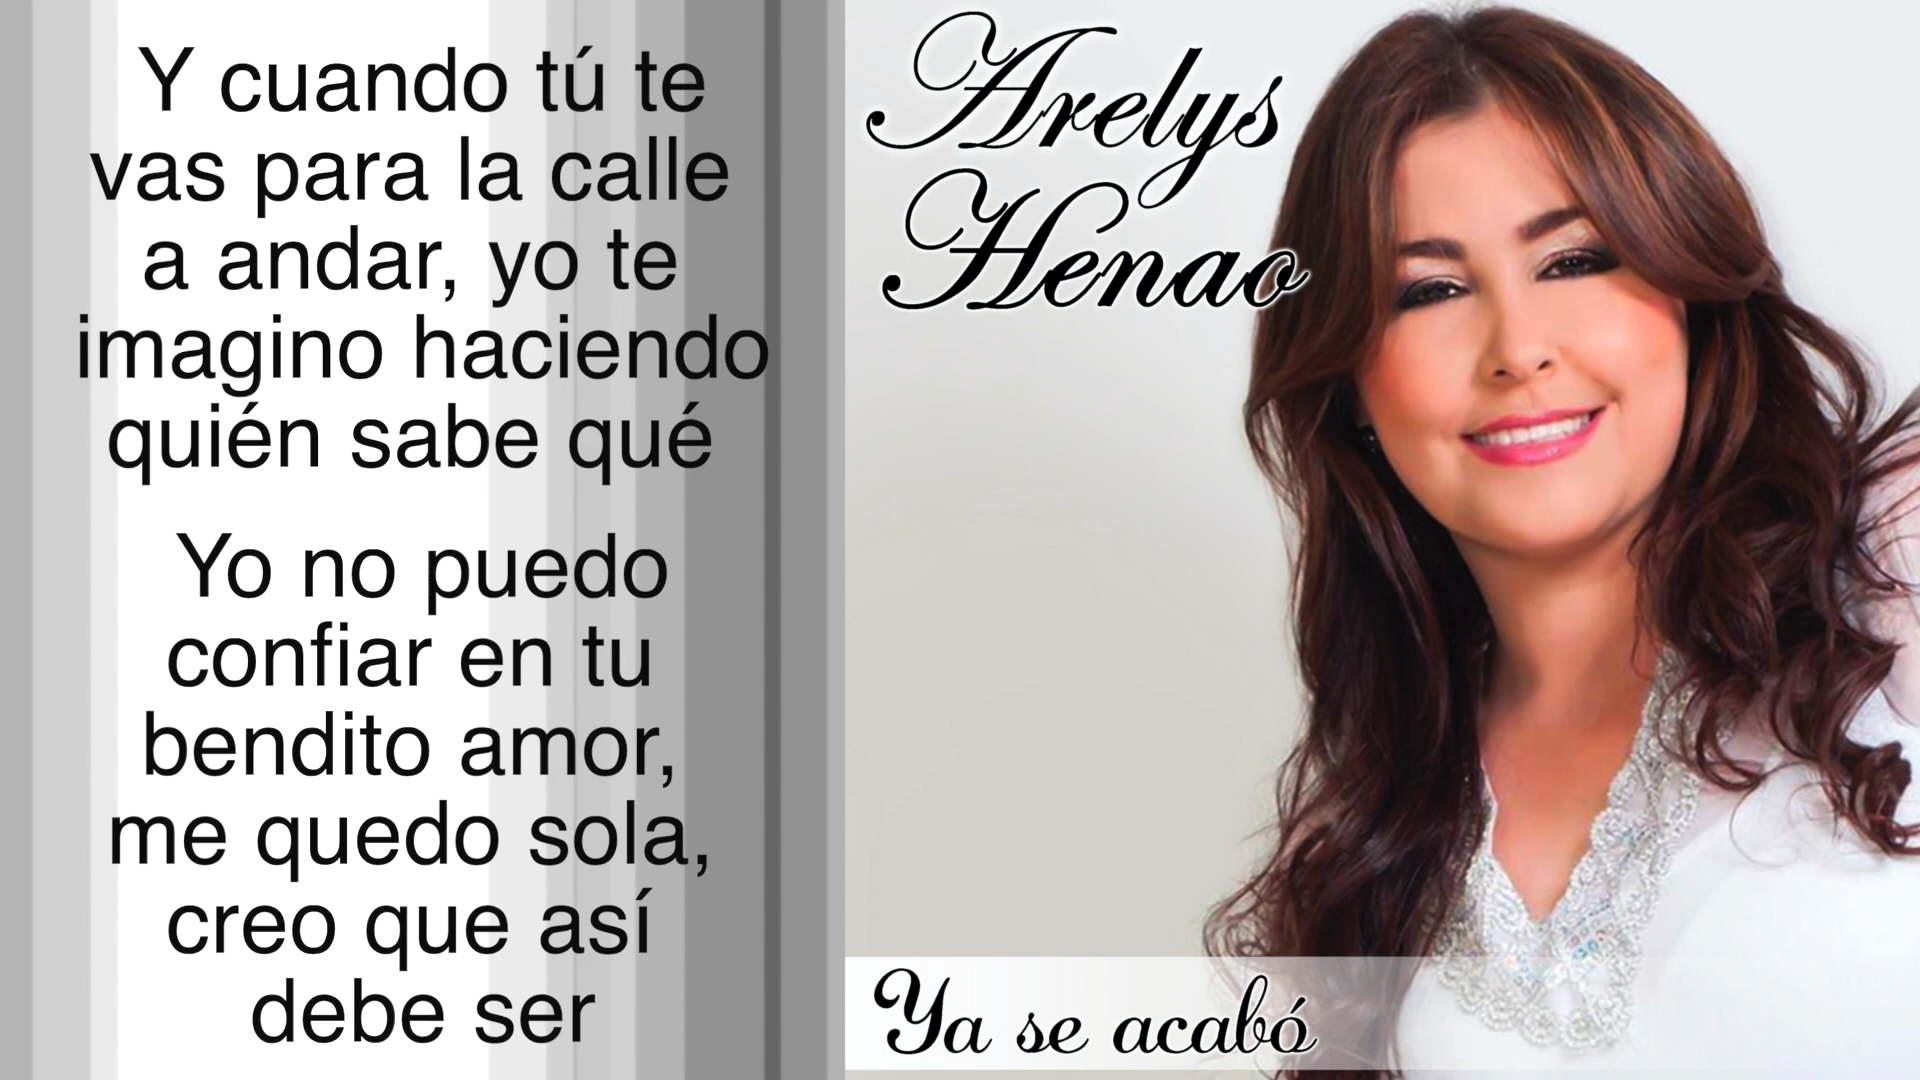 Y cuando tú te
vas para la calle
a andar, yo te
imagino haciendo
quién sabe qué
Yo no puedo
confiar en tu
bendito amor,
me quedo sola,
creo que así
debe ser
Arelys
Henao
Ya se acabó